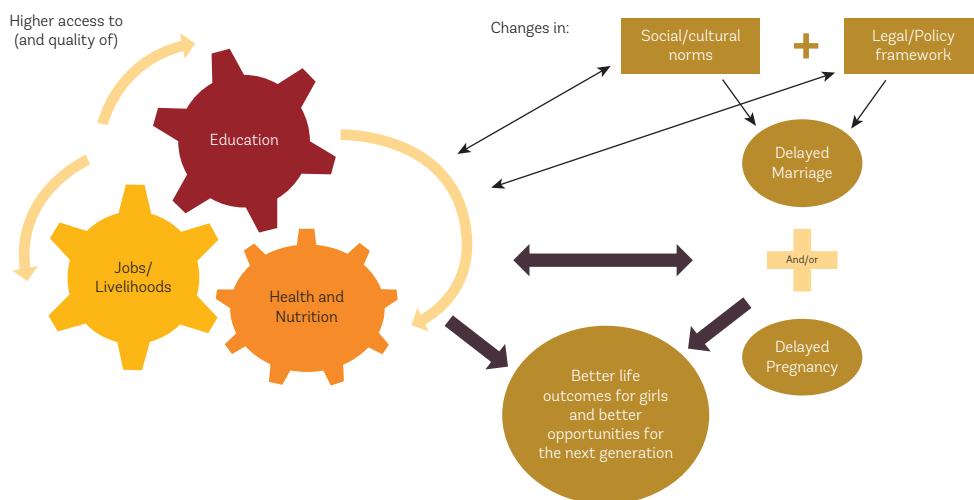 Higher access to
(and quality of)
Changes in:
Social/cultural
norms
Legal/Policy
framework
Education
Delayed
Marriage
Jobs/
Livelihoods
Health and
Nutrition
And/or
Delayed
Pregnancy
Better life
outcomes for girls
and better
opportunities for
the next generation